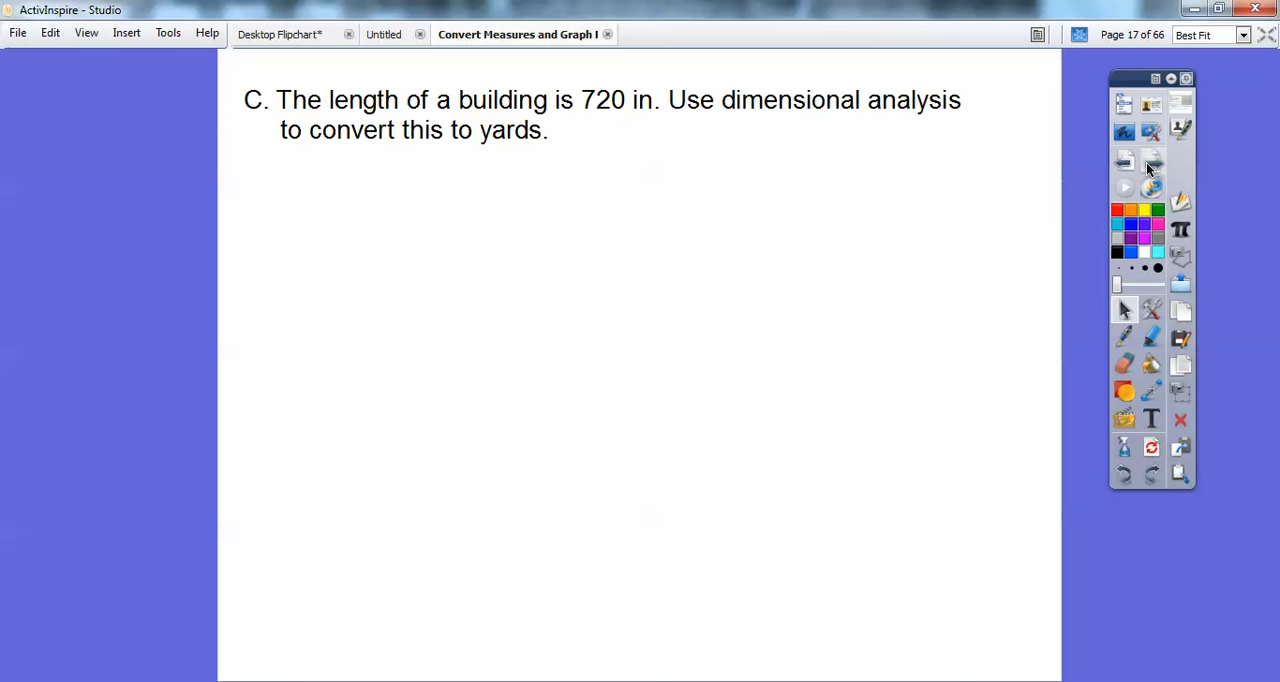 ActivInspire - Studio
File Edit View Insert Tools Help
Desktop Flipchart* Untitled Convert Measures and Graph I
Page 17 of 66 Best Fit
C. The length of a building is 720 in. Use dimensional analysis
to convert this to yards.